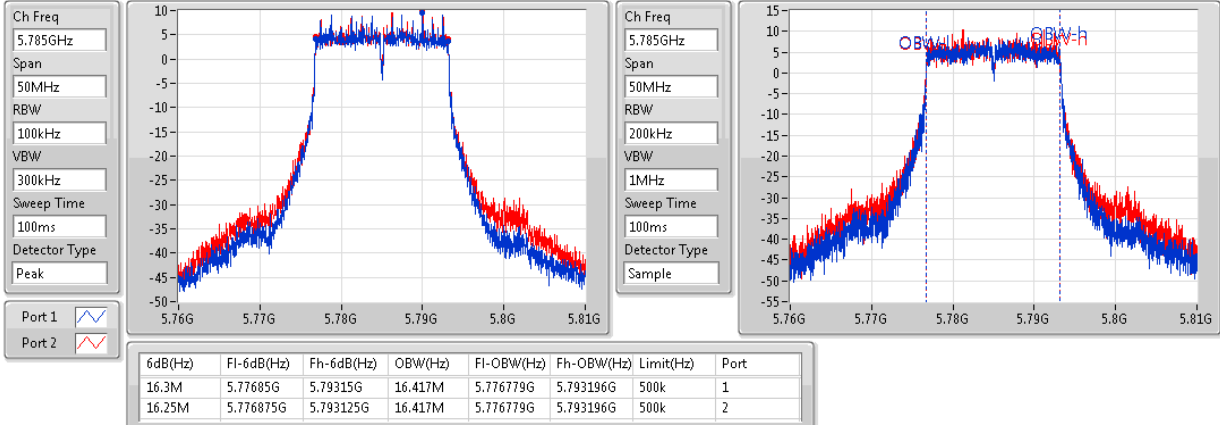 Ch Freq
5.785GHz
Span
50MHz
RBW
100kHz
VBW
300kHz
Sweep Time
100ms
Detector Type
Peak
Port 1
Port 2
10
5
0
-5
-10
-15
-20
-25
-30
-35
-40
-45
-50
5.76G 5.77G 5.78G 5.79G 5.8G 5.81G
Ch Freq
5.785GHz
Span
50MHz
RBW
200kHz
VBW
1MHz
Sweep Time
100ms
Detector Type
Sample
15
10
5
0
-5
-10
-15
-20
-25
-30
-35
-40
-45
-50
-55
OBW-h
5.76G 5.77G 5.78G 5.79G 5.8G 5.81G
6dB(Hz) Fl-6dB(Hz) Fh-6dB(Hz) OBW(Hz) Fl-OBW(Hz) Fh-OBW(Hz) Limit(Hz) Port
16.3M 5.77685G 5.79315G 16.417M 5.776779G 5.793196G 500k 1
16.25M 5.776875G 5.793125G 16.417M 5.776779G 5.793196G 500k 2